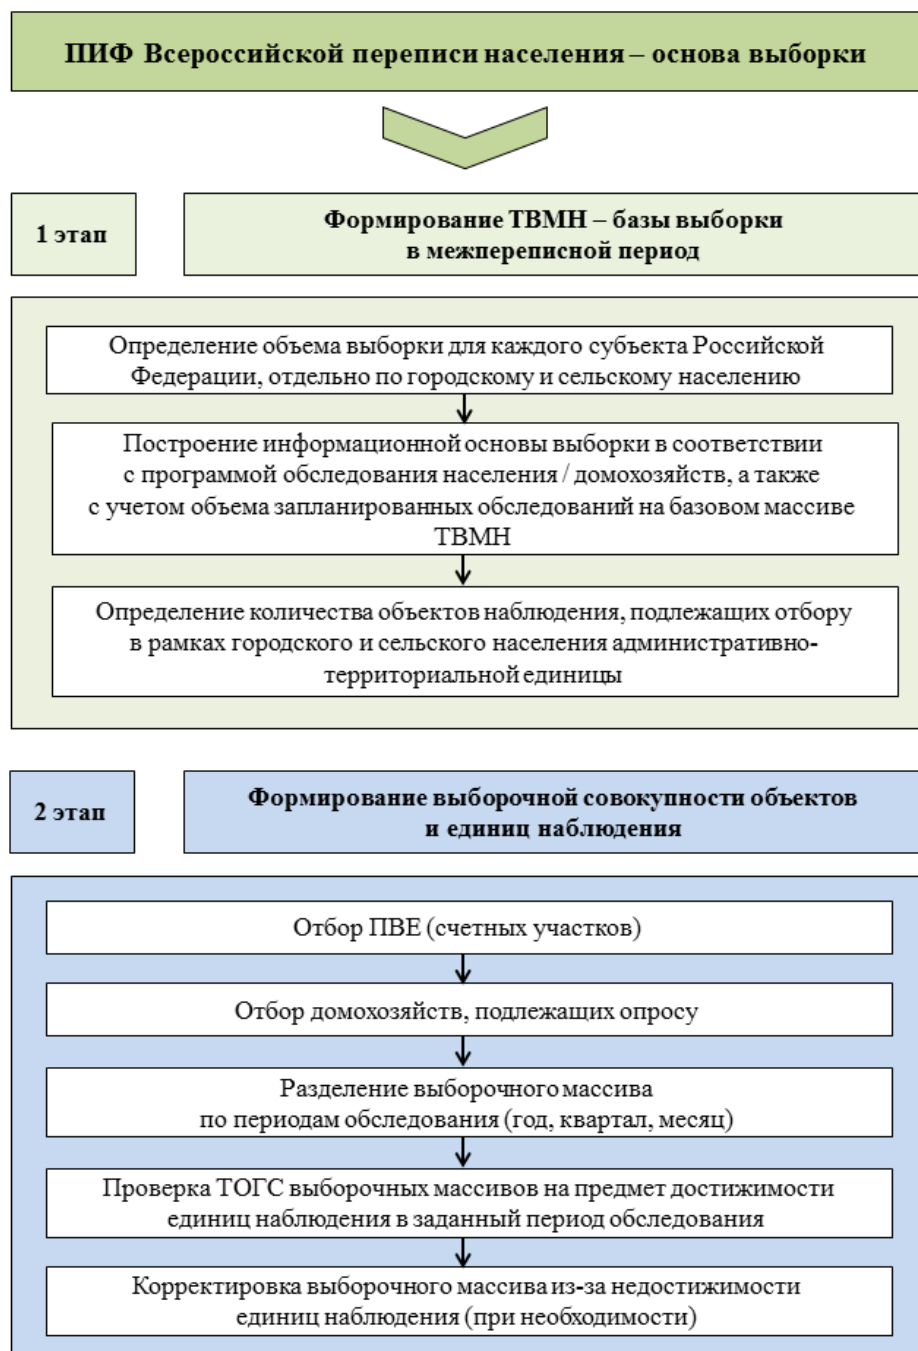 ПИФ Всероссийской переписи населения – основа выборки
1 этап
Формирование ТВМН – базы выборки
в межпереписной период
Определение объема выборки для каждого субъекта Российской
Федерации, отдельно по городскому и сельскому населению
Построение информационной основы выборки в соответствии
с программой обследования населения / домохозяйств, а также
с учетом объема запланированных обследований на базовом массиве
ТВМН
Определение количества объектов наблюдения, подлежащих отбору
в рамках городского и сельского населения административно-
территориальной единицы
2 этап
Формирование выборочной совокупности объектов
и единиц наблюдения
Отбор ПВЕ (счетных участков)
Отбор домохозяйств, подлежащих опросу
Разделение выборочного массива
по периодам обследования (год, квартал, месяц)
Проверка ТОГС выборочных массивов на предмет достижимости
единиц наблюдения в заданный период обследования
Корректировка выборочного массива из-за недостижимости
единиц наблюдения (при необходимости)